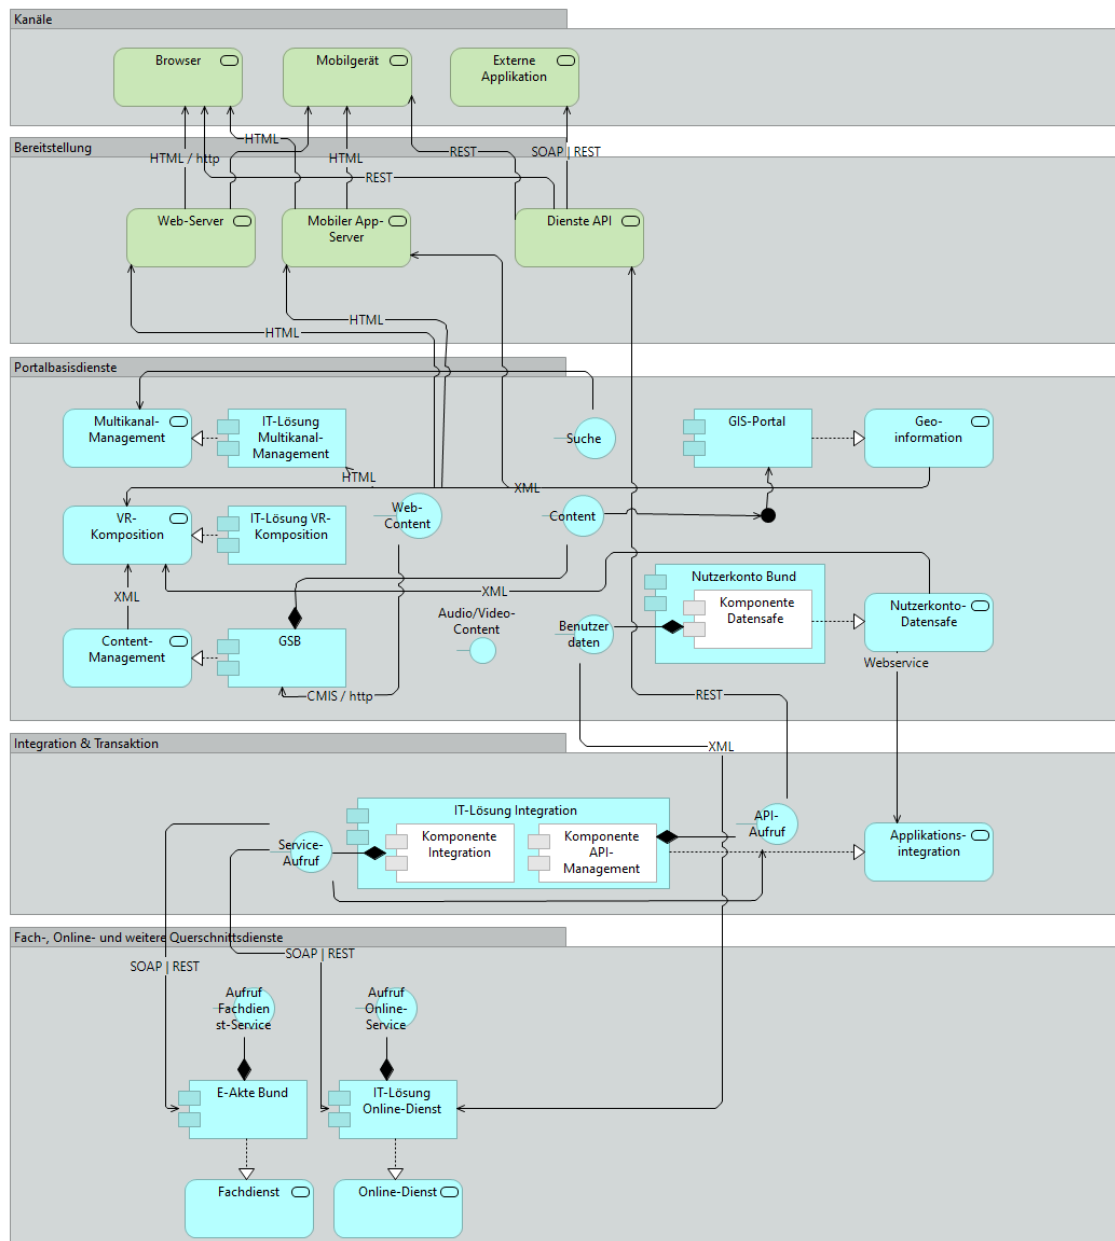 Kanäle
Browser
Mobilgerät
Externe
Applikation
HTML
Bereitstellung
HTML / http
HTML
REST
SOAP | REST
REST
Web-Server
Mobiler App-
Server
Dienste API
HTML
HTML
Portalbasisdienste
Multikanal-
Management
IT-Lösung
Multikanal-
Management
Suche
GIS-Portal
Geo-
information
HTML
XML
VR-
Komposition
IT-Lösung VR-
Komposition
Web-
Content
Content
XML
XML
Nutzerkonto Bund
Komponente
Datensafe
Nutzerkonto-
Datensafe
Audio/Video-
Content
Benutzer
daten
Content-
Management
GSB
Webservice
CMIS / http
REST
Integration & Transaktion
XML
IT-Lösung Integration
Komponente
Integration
Komponente
API-
Management
Service-
Aufruf
API-
Aufruf
Applikations-
integration
Fach-, Online- und weitere Querschnittsdienste
SOAP | REST
SOAP | REST
Aufruf
Fachdien
st-Service
Aufruf
Online-
Service
E-Akte Bund
IT-Lösung
Online-Dienst
Fachdienst
Online-Dienst